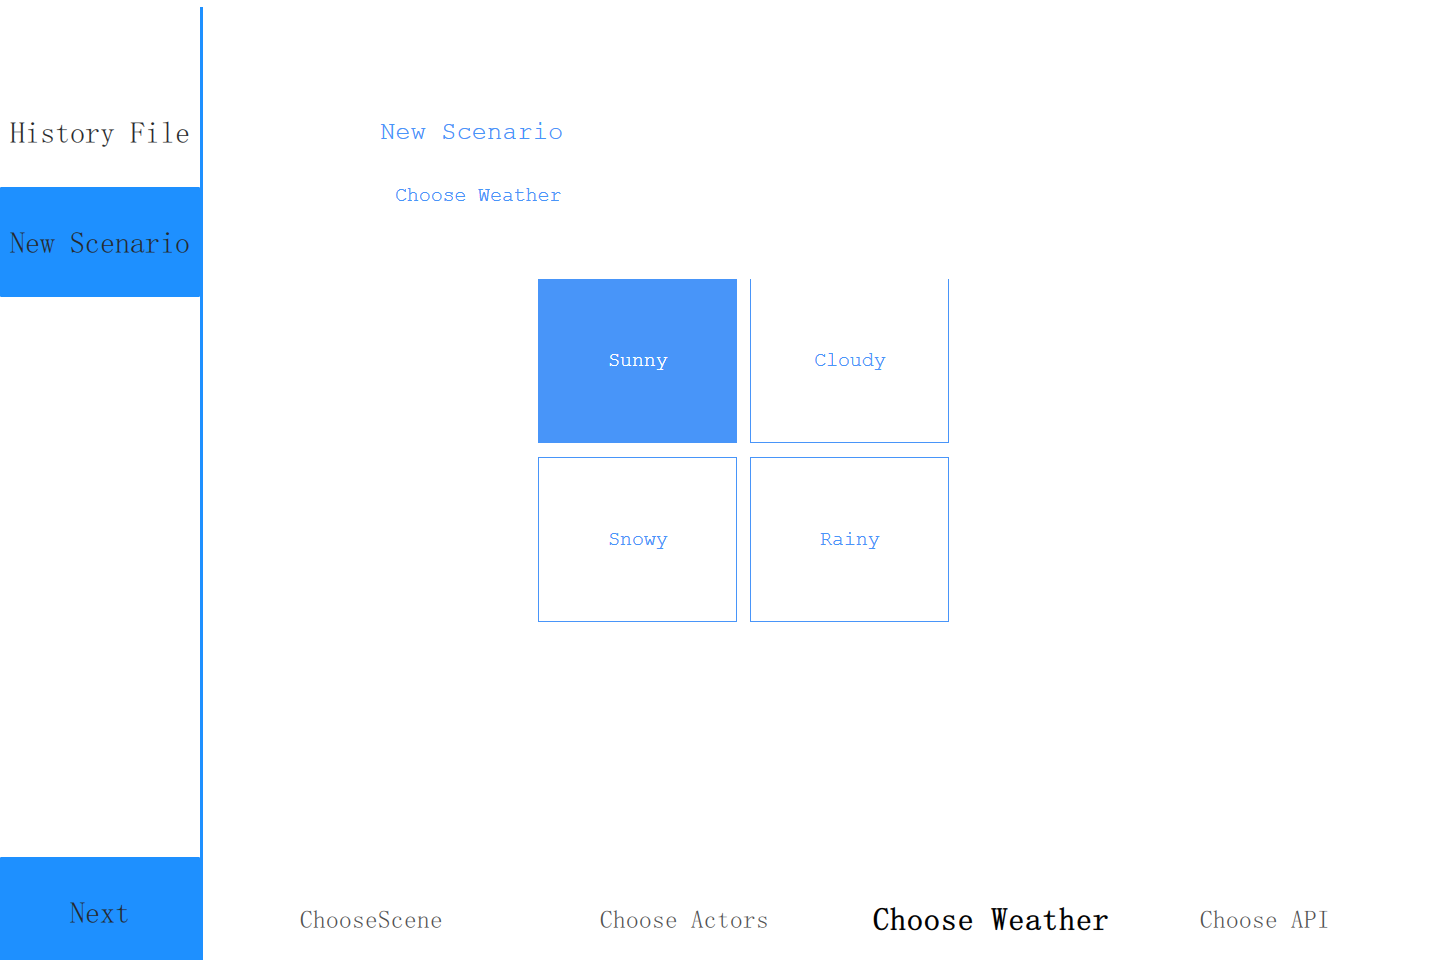 History File
New Scenario
New Scenario
Choose Weather
Sunny
Cloudy
Snowy
Rainy
Next
ChooseScene
Choose Actors
Choose Weather
Choose API